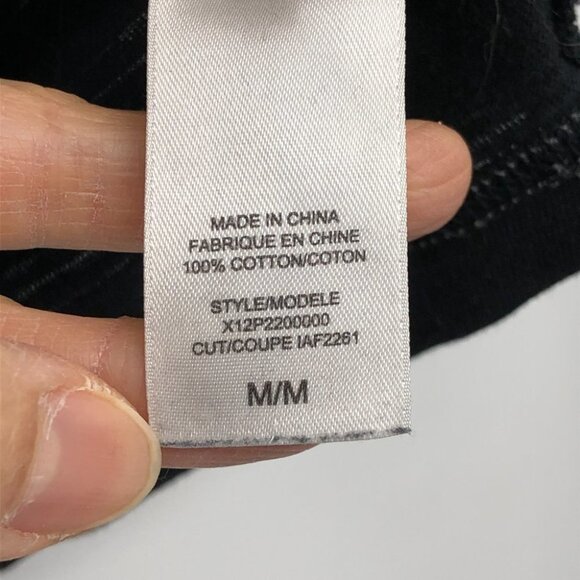 MADE IN CHINA
FABRIQUE EN CHINE
100% COTTON/COTON
STYLE/MODELE
X12P2200000
CUT/COUPE IAF2261
M/M